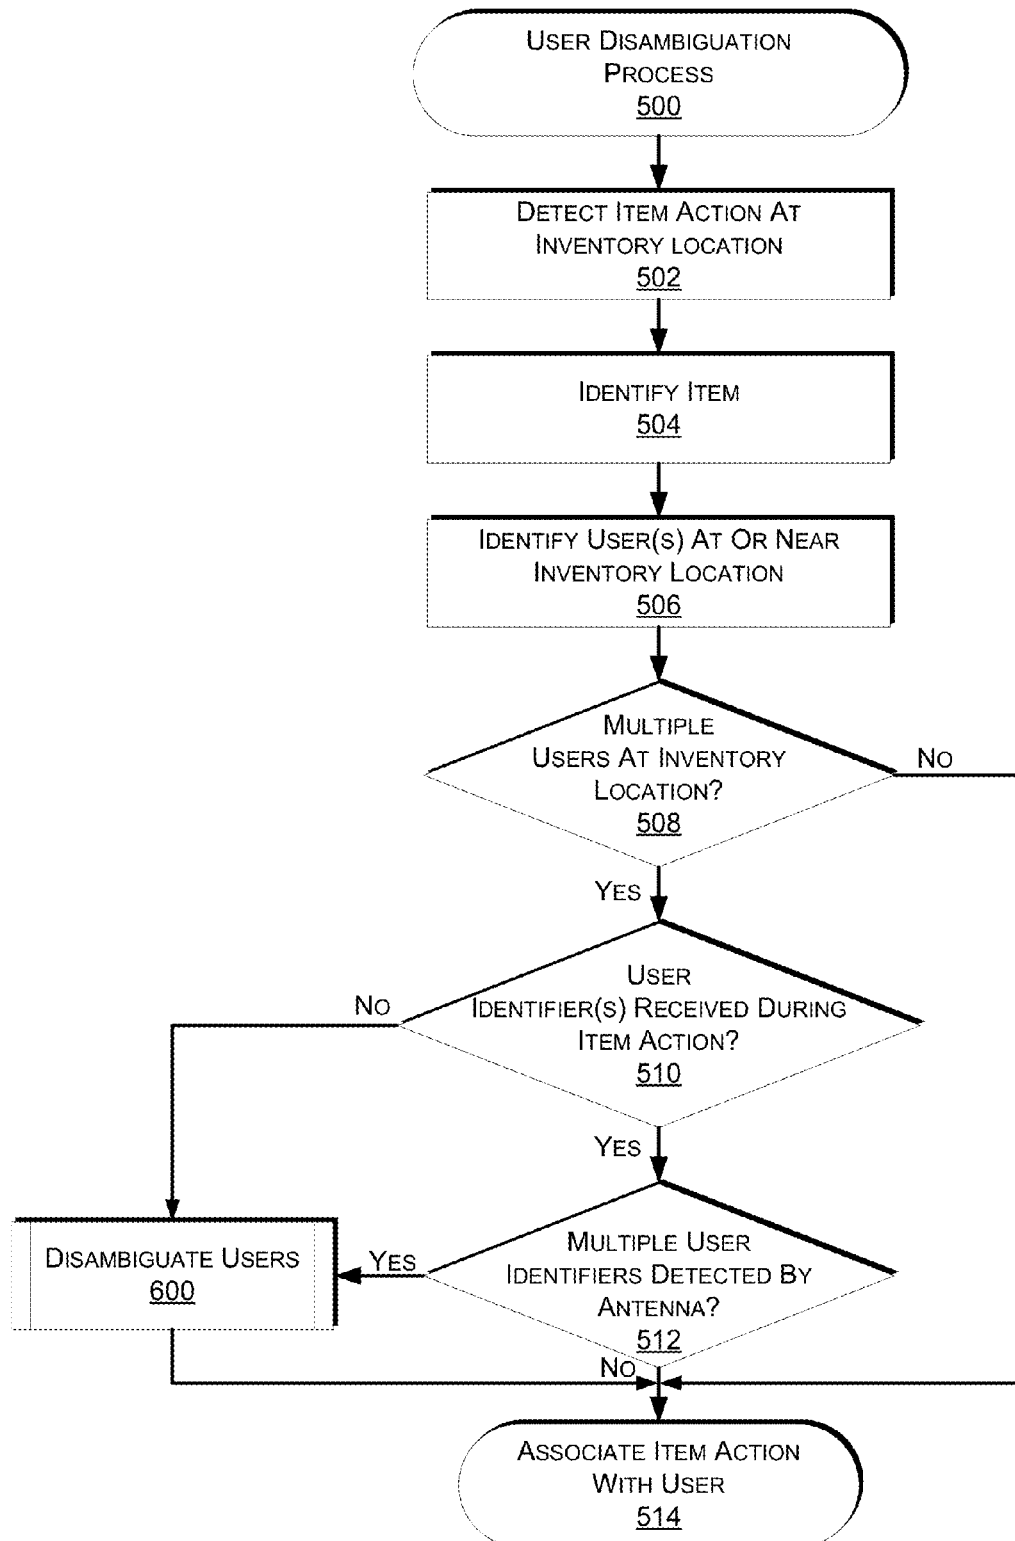 USER DISAMBIGUATION
PROCESS
500
DETECT ITEM ACTION AT
INVENTORY LOCATION
502
IDENTIFY ITEM
504
IDENTIFY USER(S) AT OR NEAR
INVENTORY LOCATION
506
MULTIPLE
USERS AT INVENTORY
LOCATION?
508
NO
YES
USER
IDENTIFIER(S) RECEIVED DURING
ITEM ACTION?
510
NO
YES
DISAMBIGUATE USERS
600
YES
MULTIPLE USER
IDENTIFIERS DETECTED BY
ANTENNA?
512
NO
ASSOCIATE ITEM ACTION
WITH USER
514